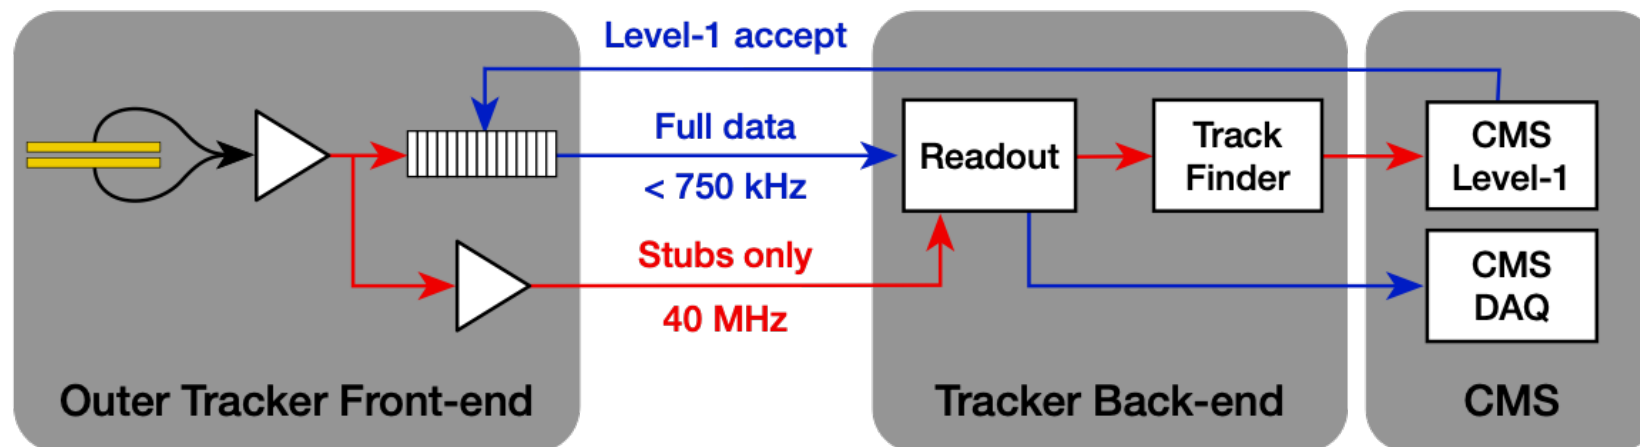 Level-1 accept
Full data
< 750 kHz
Stubs only
40 MHz
Outer Tracker Front-end
Readout
Track
Finder
Tracker Back-end
CMS
Level-1
CMS
DAQ
CMS